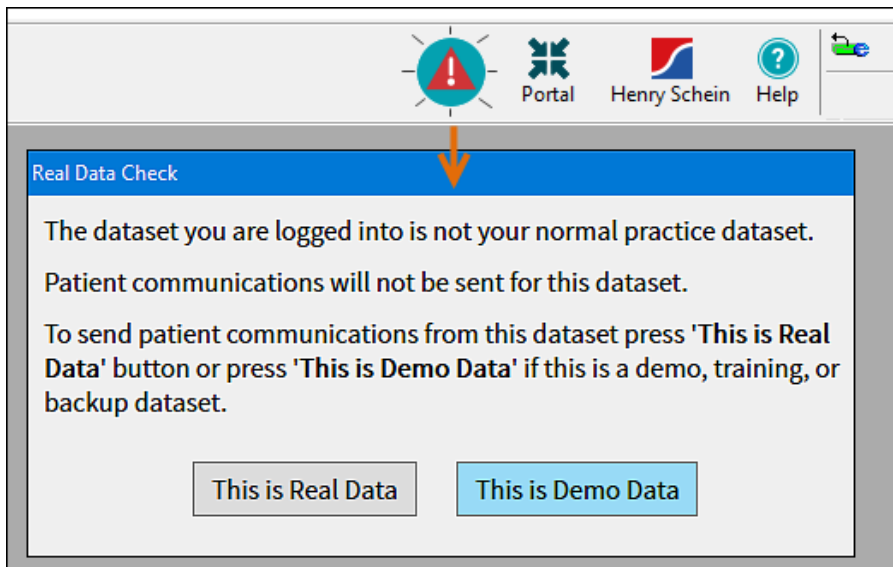 Portal
Henry Schein
Help
Real Data Check
The dataset you are logged into is not your normal practice dataset.
Patient communications will not be sent for this dataset.
To send patient communications from this dataset press 'This is Real
Data' button or press 'This is Demo Data' if this is a demo, training, or
backup dataset.
This is Real Data
This is Demo Data